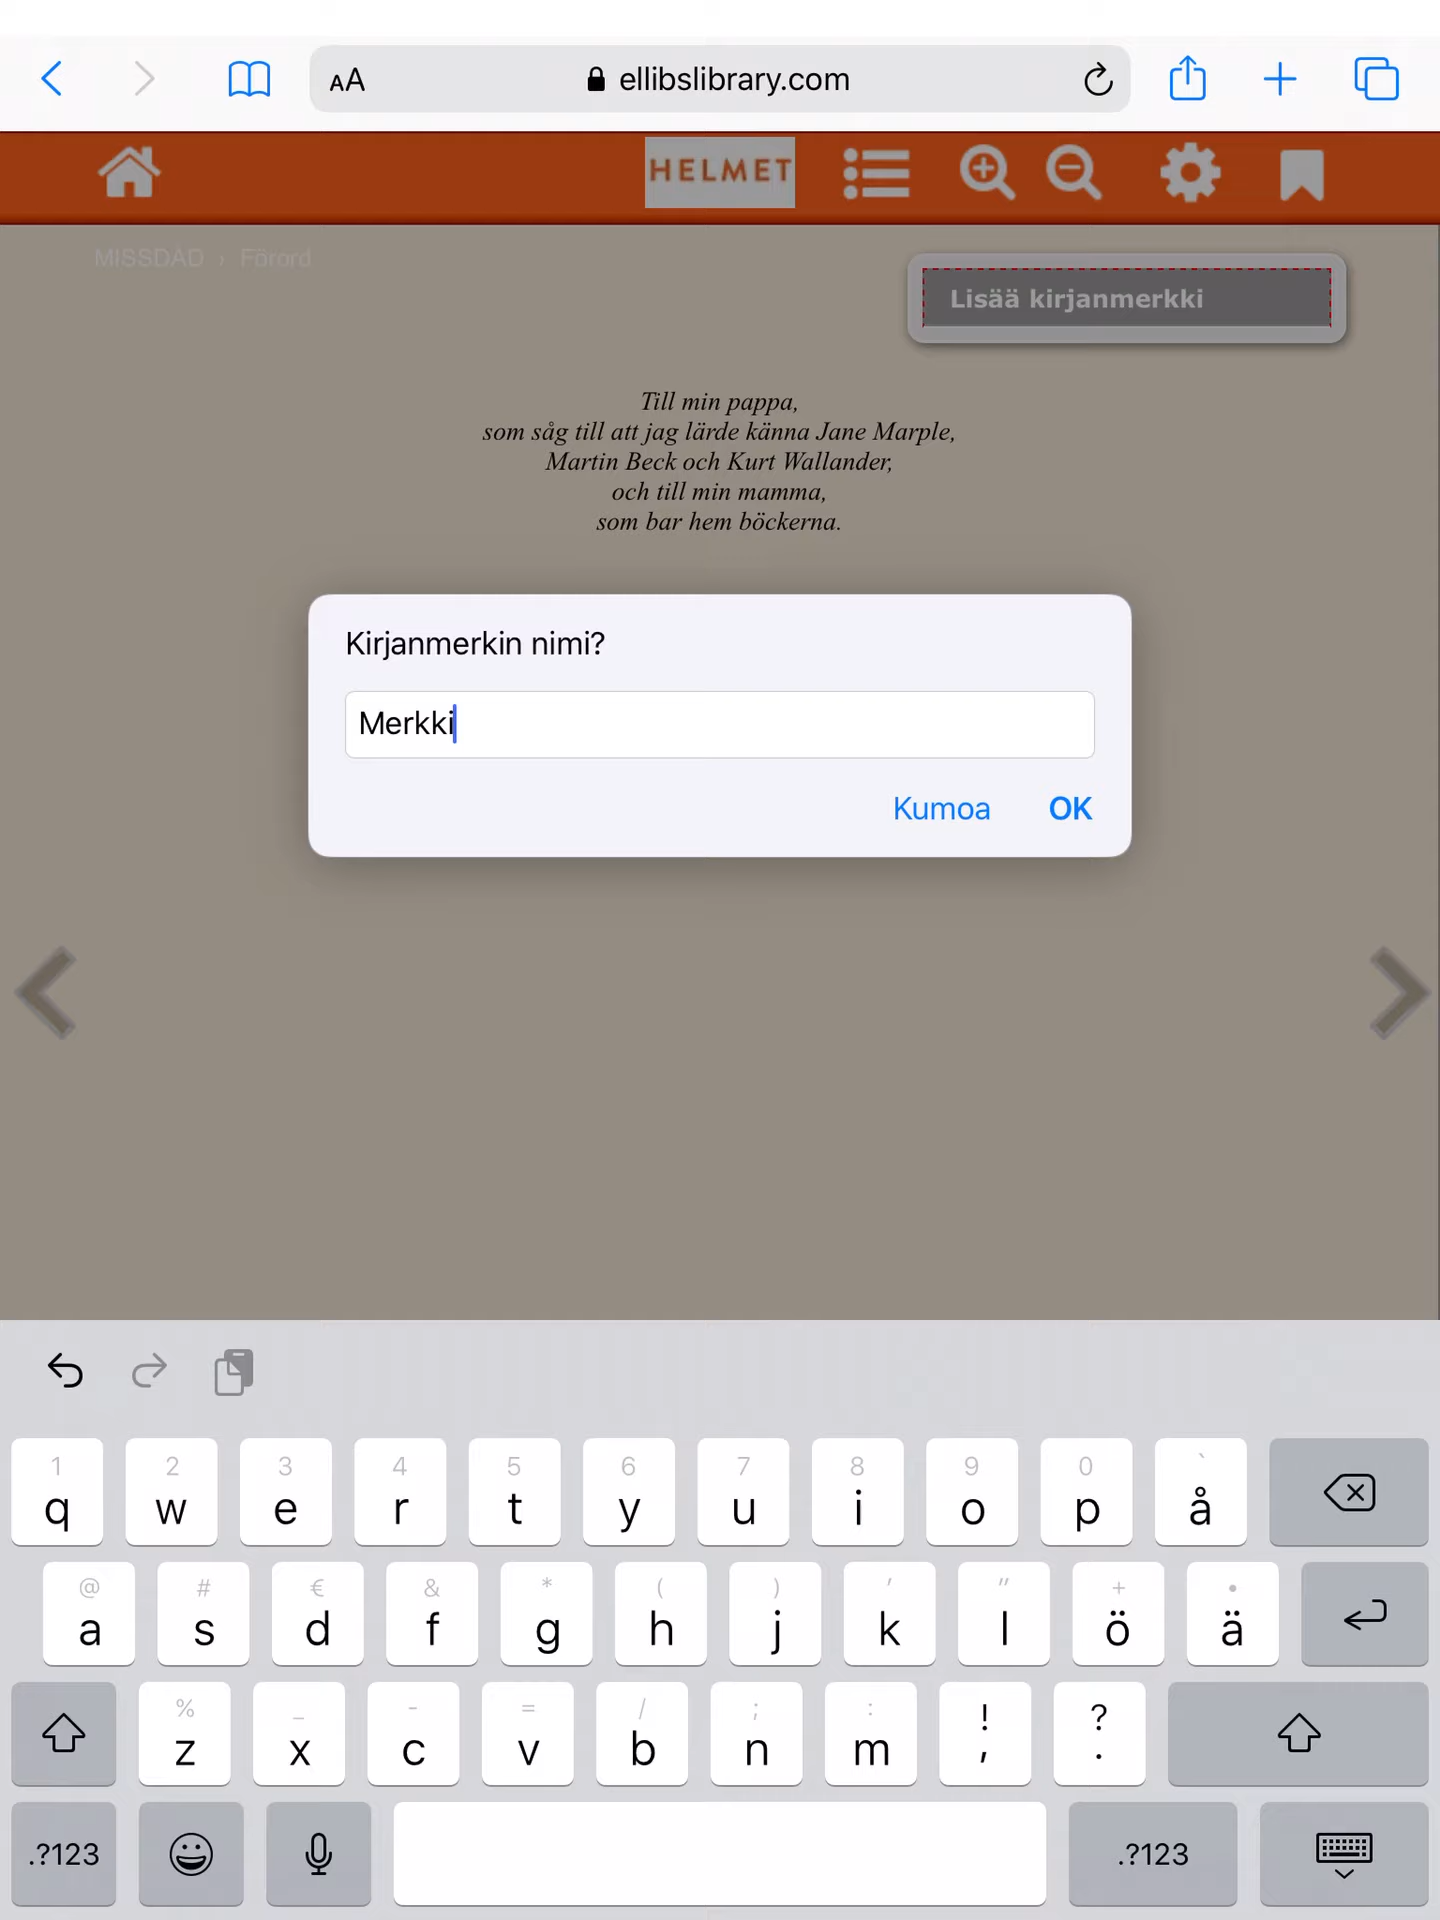 AA ellibslibrary.com
HELMET
MISSDÅD › Förord
Lisää kirjanmerkki
Till min pappa,
som såg till att jag lärde känna Jane Marple,
Martin Beck och Kurt Wallander,
och till min mamma,
som bar hem böckerna.
Kirjanmerkin nimi?
Merkki
Kumoa OK
1 2 3 4 5 6 7 8 9 0 `
q w e r t y u i o p å
@ # € & * ( ) ' " + •
a s d f g h j k l ö ä
% _ - = / ; : ! ?
z x c v b n m , .
.?123 .?123